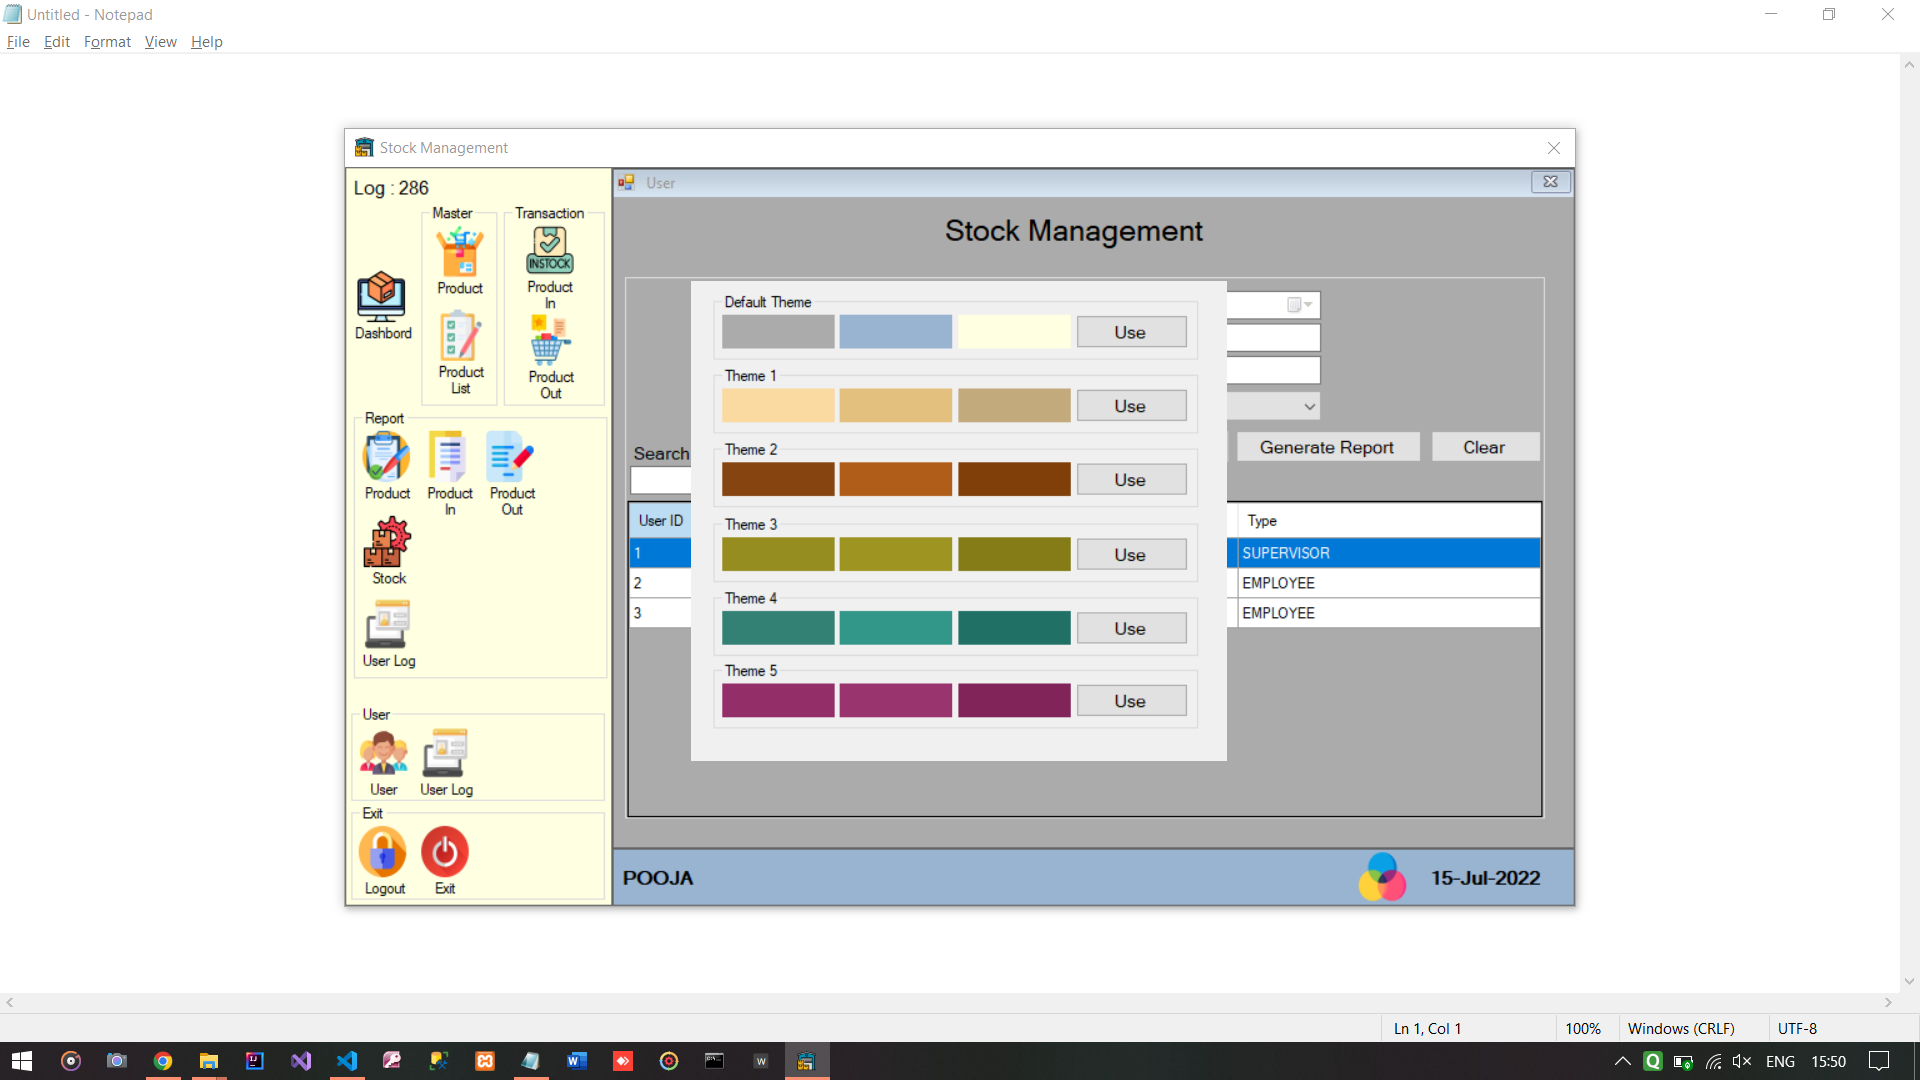 Untitled - Notepad
File Edit Format View Help
Stock Management
Log : 286
User
Master
Transaction
INSTOCK
Product
Product
In
Dashbord
Product
List
Product
Out
Report
Product
Product
In
Product
Out
Stock
User Log
User
User
User Log
Exit
Logout
Exit
Stock Management
Default Theme
Use
Theme 1
Use
Theme 2
Use
Theme 3
Use
Theme 4
Use
Theme 5
Use
Generate Report
Clear
Search
User ID
Type
1
SUPERVISOR
2
EMPLOYEE
3
EMPLOYEE
POOJA
15-Jul-2022
Ln 1, Col 1
100%
Windows (CRLF)
UTF-8
ENG
15:50